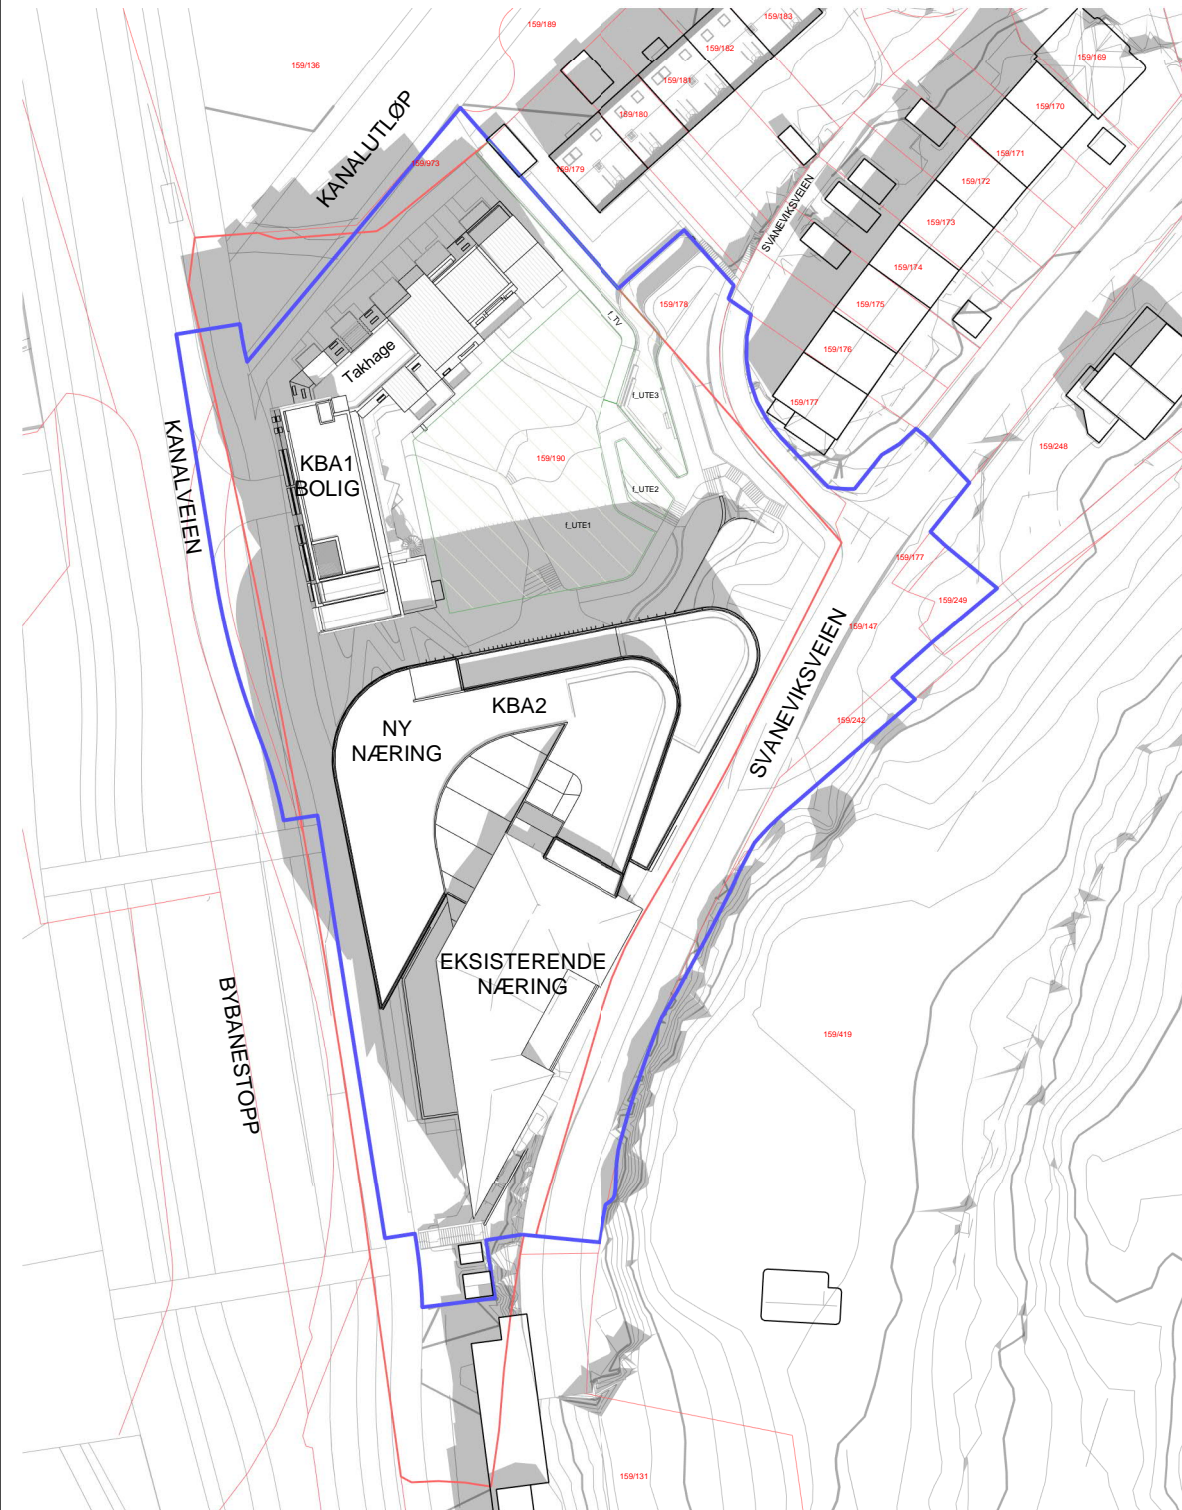 159/189
159/183
159/182
159/136
159/181
159/169
159/180
159/170
KANALUTLØP
159/973
159/179
159/171
159/172
SVANEVIKSVEIEN
159/173
159/174
159/178
159/175
f_TV
159/176
Takhage
f_UTE3
159/177
KANALVEIEN
159/248
159/190
KBA1
BOLIG
f_UTE2
f_UTE1
159/177
159/249
159/147
SVANEVIKSVEIEN
KBA2
159/242
NY
NÆRING
EKSISTERENDE
NÆRING
BYBANESTOPP
159/419
159/131